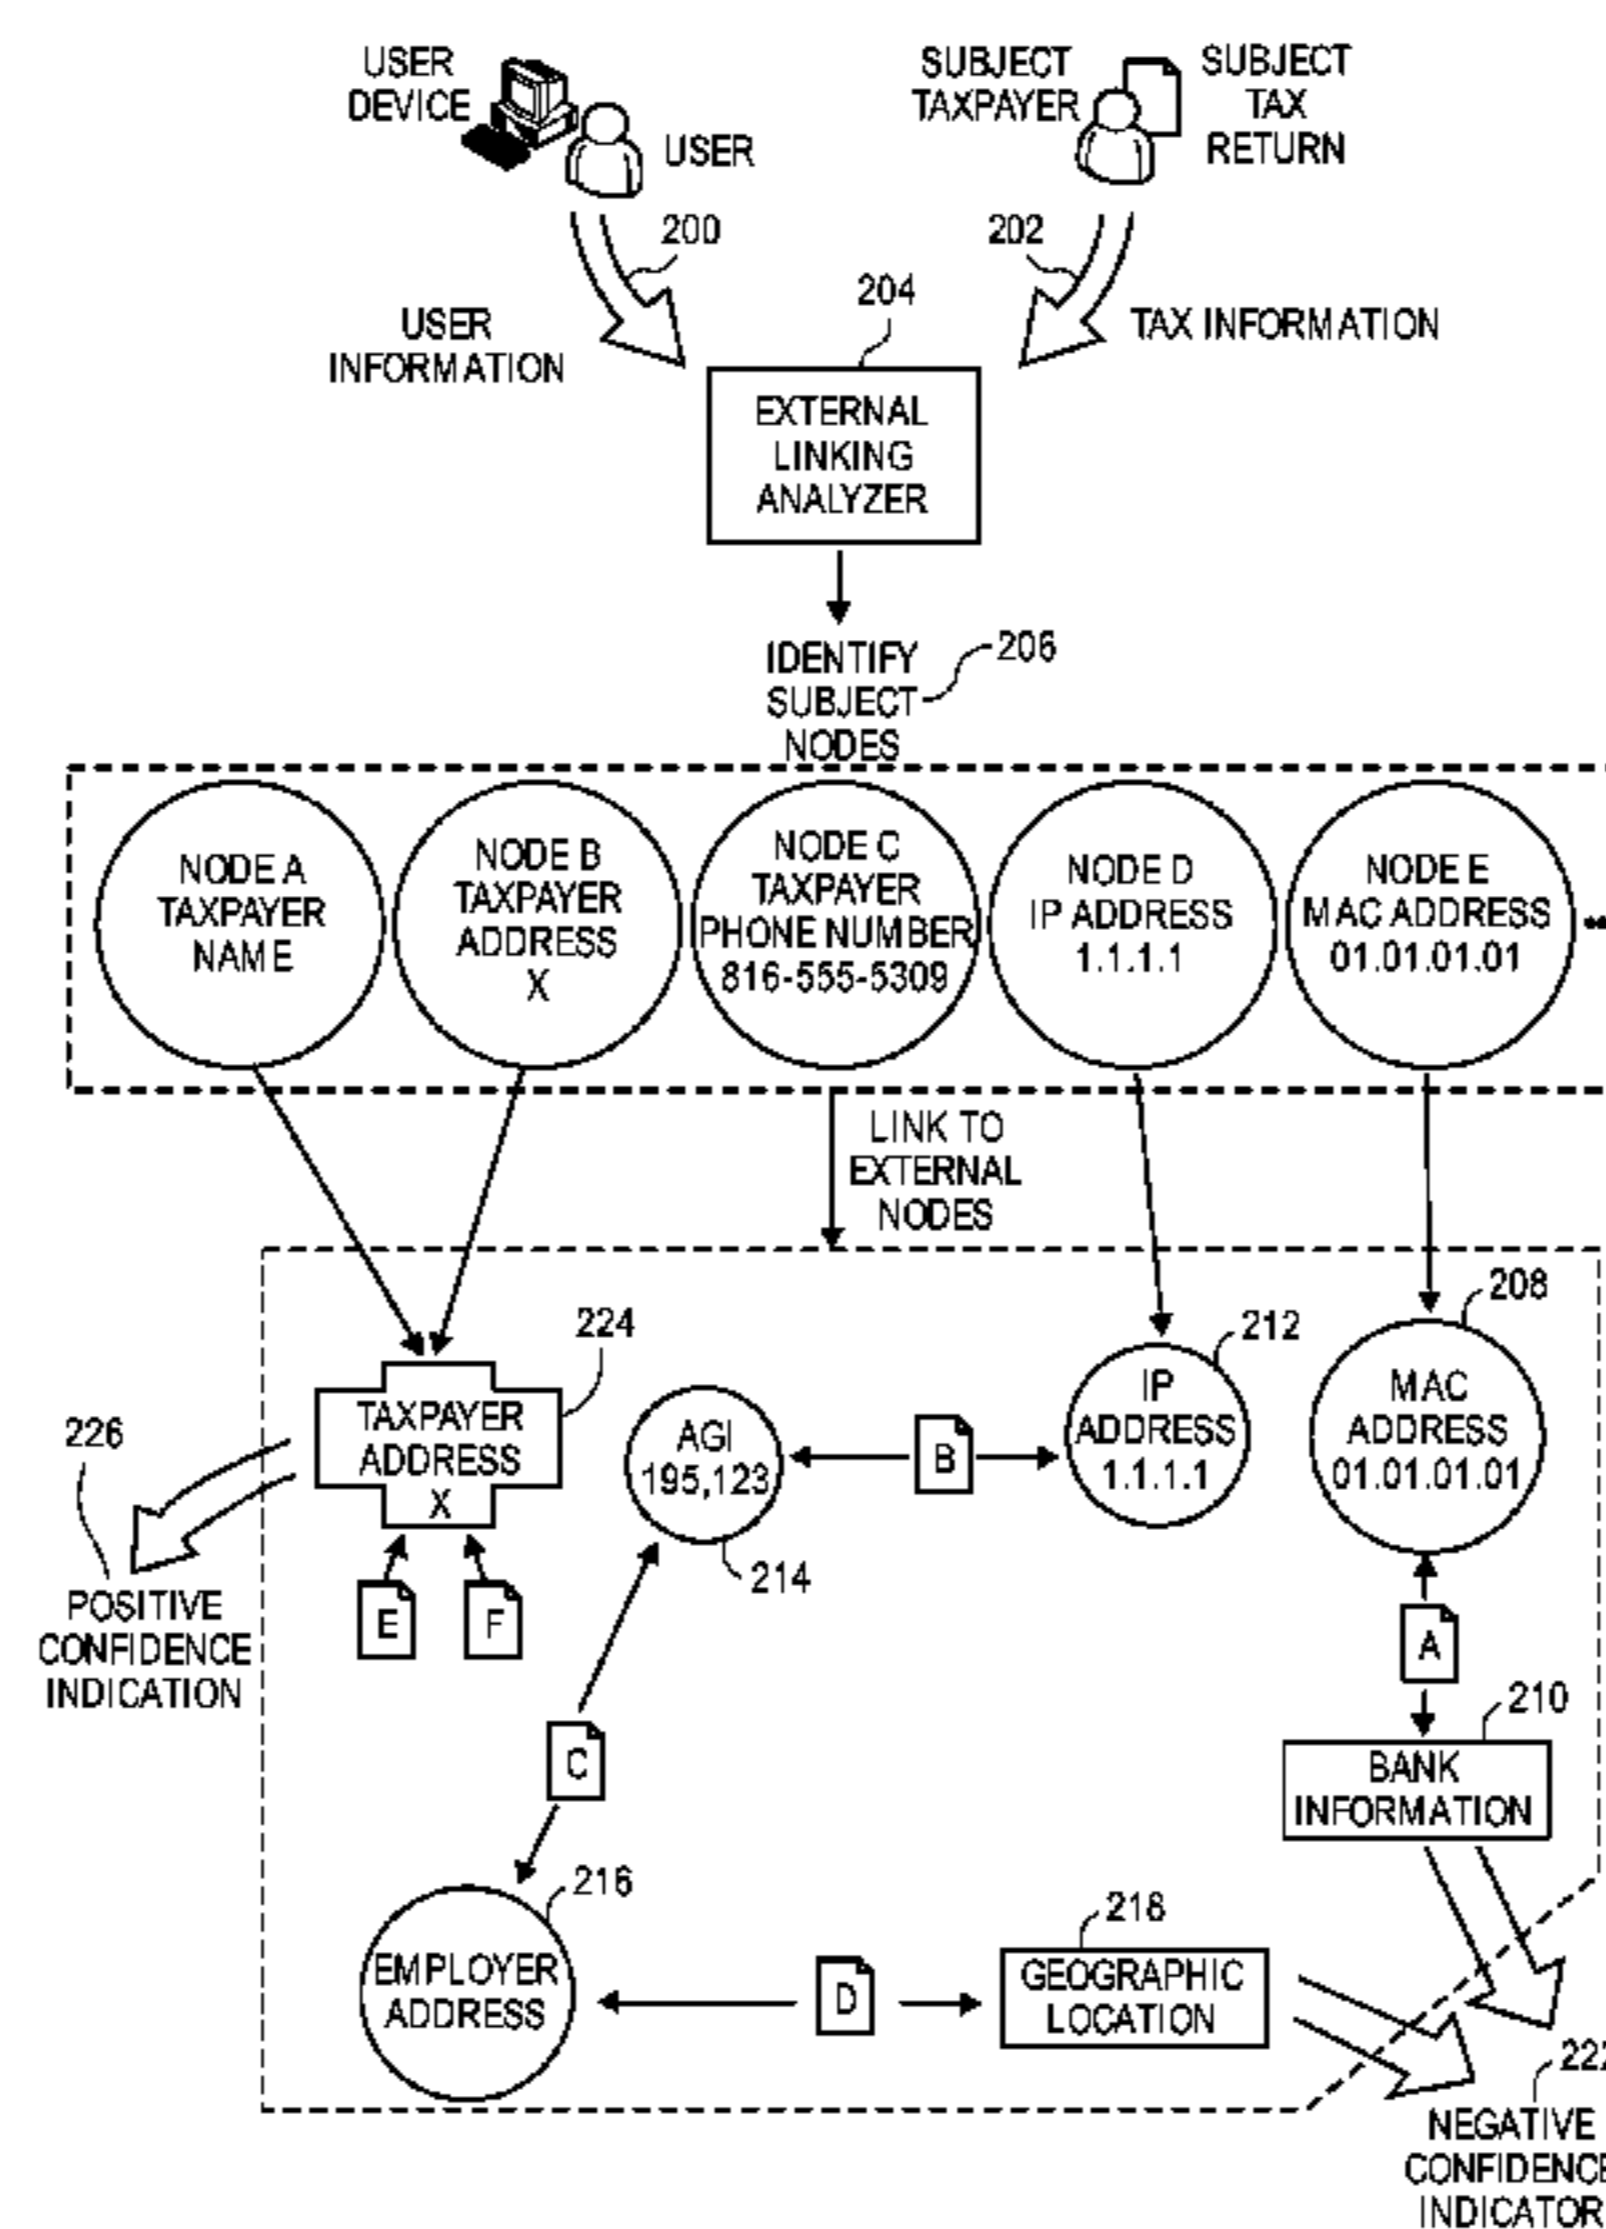 USER
DEVICE
USER
SUBJECT
TAXPAYER
SUBJECT
TAX
RETURN
200
202
USER
INFORMATION
204
TAX INFORMATION
EXTERNAL
LINKING
ANALYZER
IDENTIFY
SUBJECT
NODES
206
NODE A
TAXPAYER
NAME
NODE B
TAXPAYER
ADDRESS
X
NODE C
TAXPAYER
PHONE NUMBER
816-555-5309
NODE D
IP ADDRESS
1.1.1.1
NODE E
MAC ADDRESS
01.01.01.01
LINK TO
EXTERNAL
NODES
208
224
212
TAXPAYER
ADDRESS
X
AGI
195,123
B
IP
ADDRESS
1.1.1.1
MAC
ADDRESS
01.01.01.01
226
214
POSITIVE
CONFIDENCE
INDICATION
E
F
A
210
C
BANK
INFORMATION
216
218
EMPLOYER
ADDRESS
D
GEOGRAPHIC
LOCATION
222
NEGATIVE
CONFIDENCE
INDICATOR